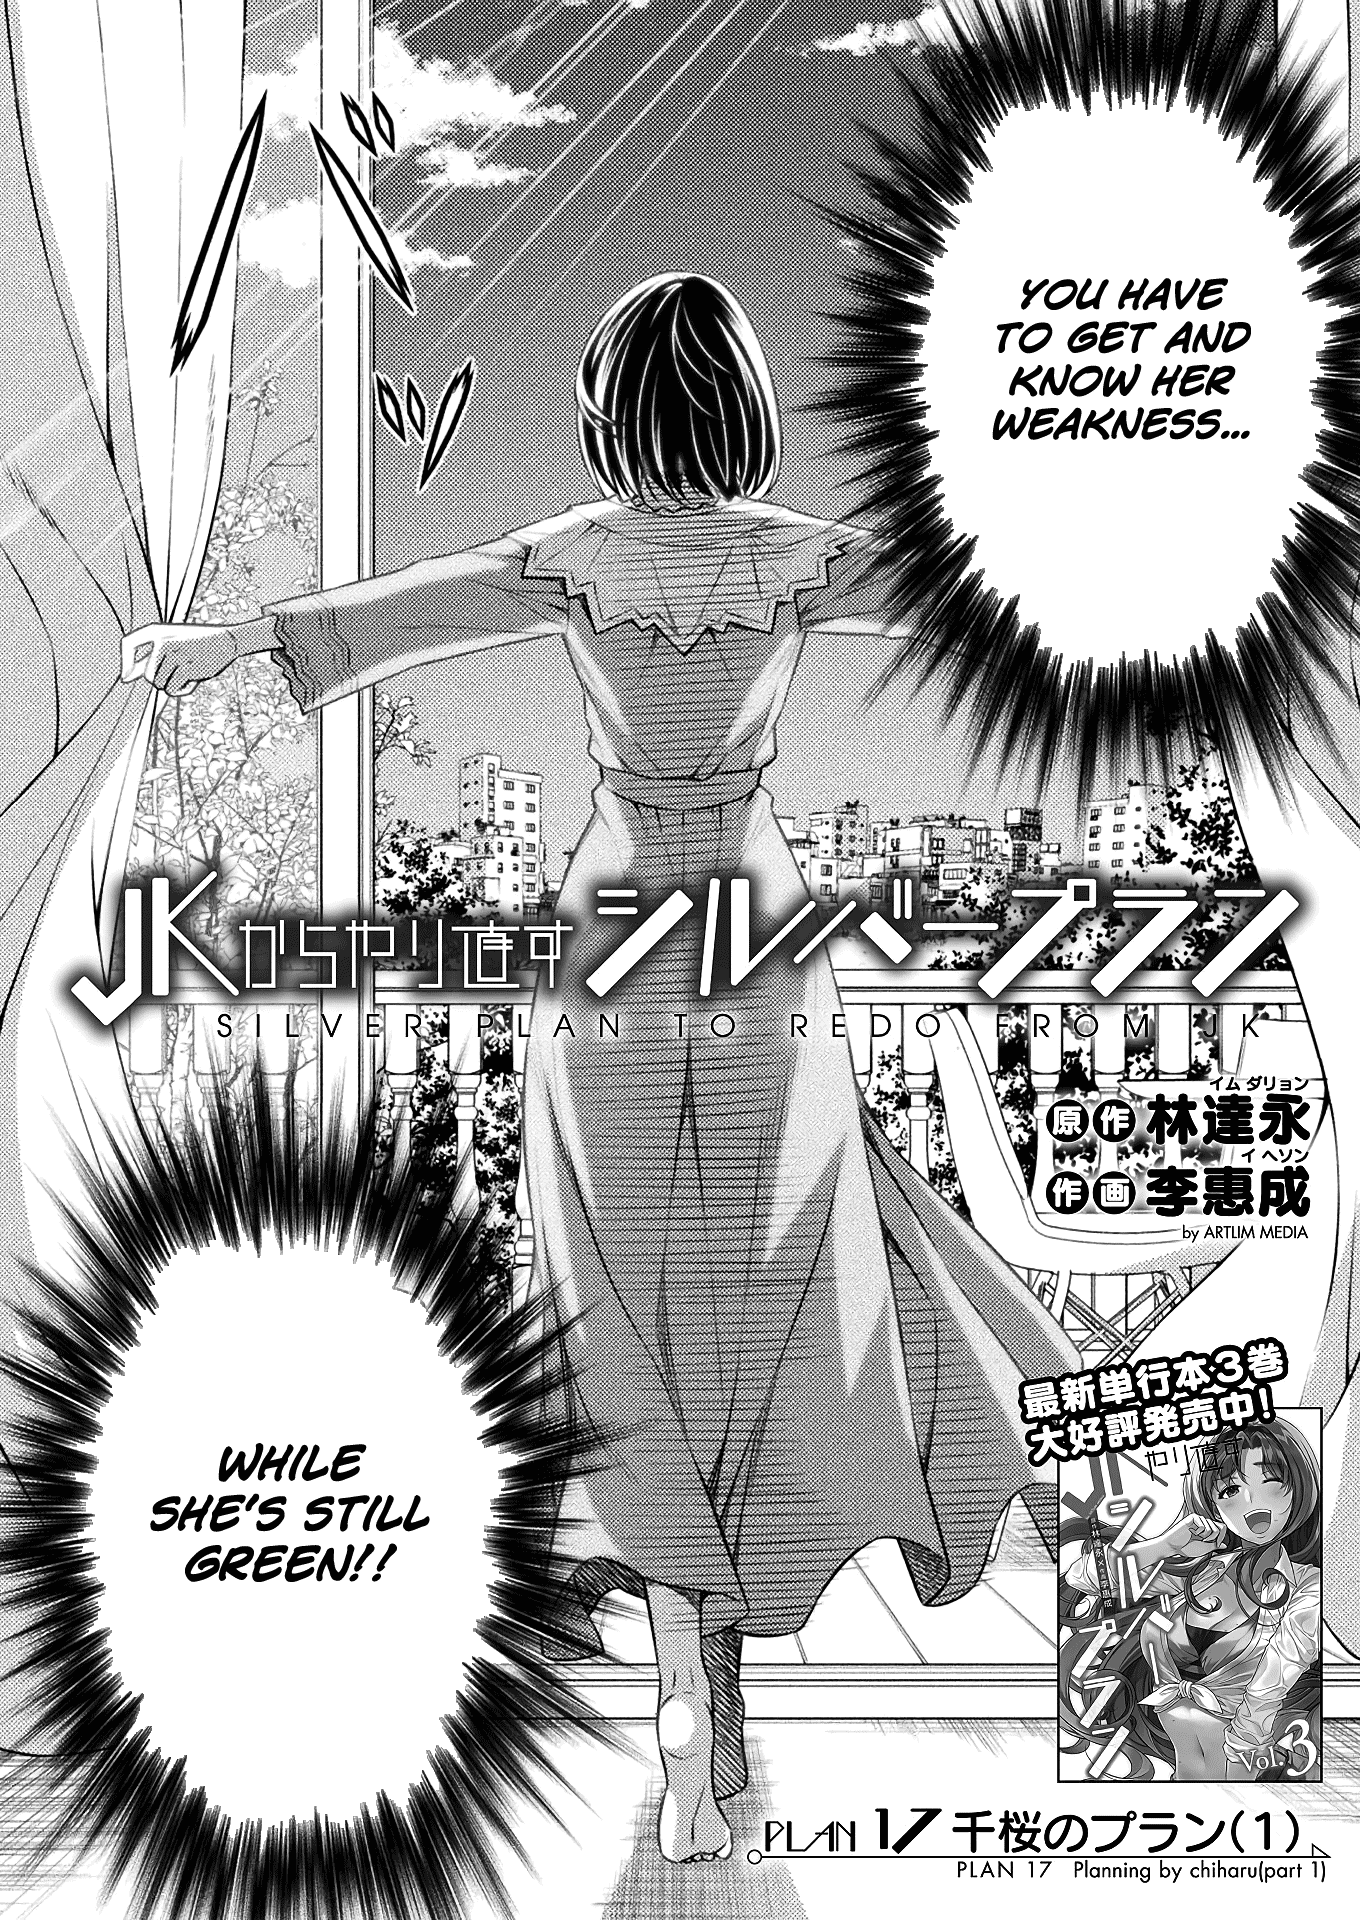 YOU HAVE
TO GET AND
KNOW HER
WEAKNESS...
JKからやり直すシルバープラン
SILVER PLAN TO REDO FROM JK
イム ダリョン
原作 林達永
イ ヘソン
作画 李惠成
by ARTLIM MEDIA
WHILE
SHE'S STILL
GREEN!!
最新単行本3巻
大好評発売中!
JKからやり直す
シルバープラン
Vol.3
PLAN 17 千桜のプラン(1)
PLAN 17 Planning by chiharu(part 1)